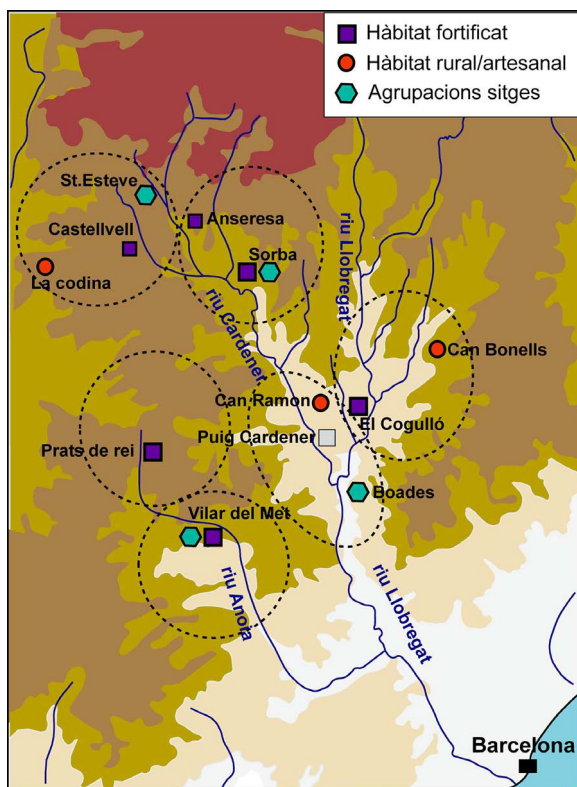 Hàbitat fortificat
Hàbitat rural/artesanal
Agrupacions sitges
St.Esteve
Castellvell
Anseresa
Sorba
La codina
riu Llobregat
riu Cardener
Can Bonells
Can Ramon
El Cogulló
Puig Cardener
Prats de rei
Boades
Vilar del Met
riu Anoia
riu Llobregat
Barcelona